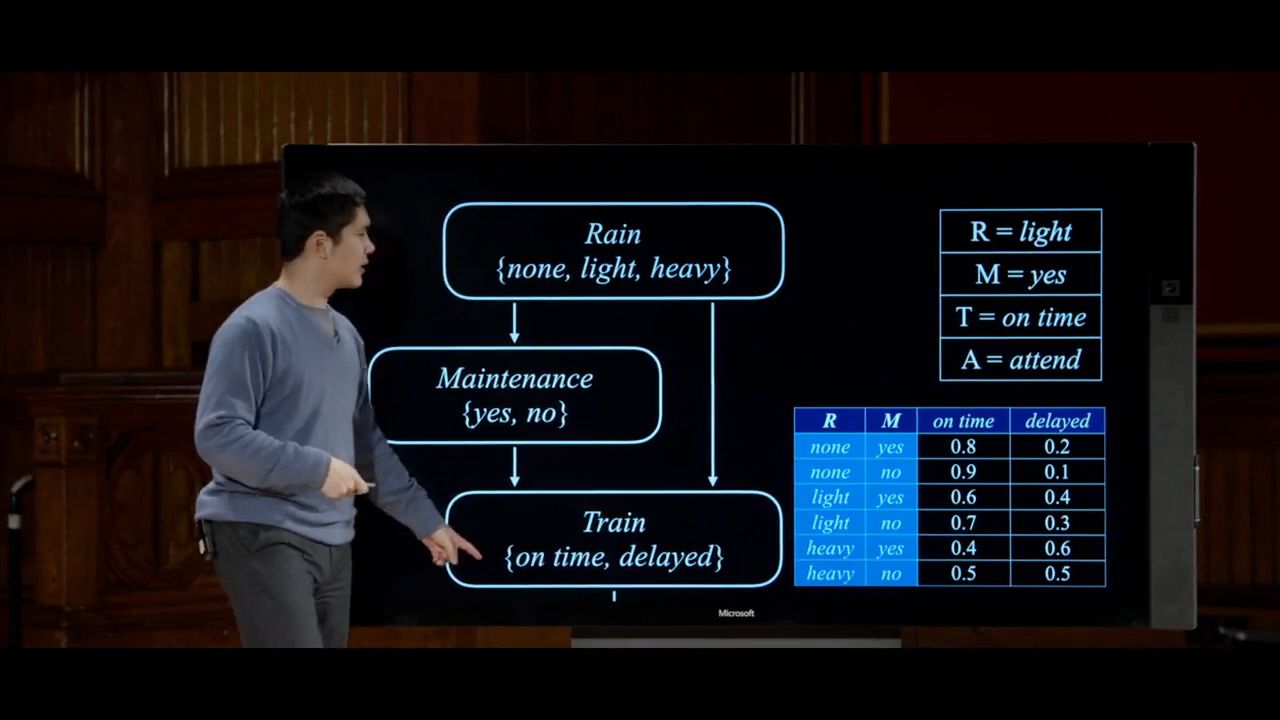 Rain
{none, light, heavy}
Maintenance
{yes, no}
Train
{on time, delayed}
R = light
M = yes
T = on time
A = attend
R M on time delayed
none yes 0.8 0.2
none no 0.9 0.1
light yes 0.6 0.4
light no 0.7 0.3
heavy yes 0.4 0.6
heavy no 0.5 0.5
Microsoft